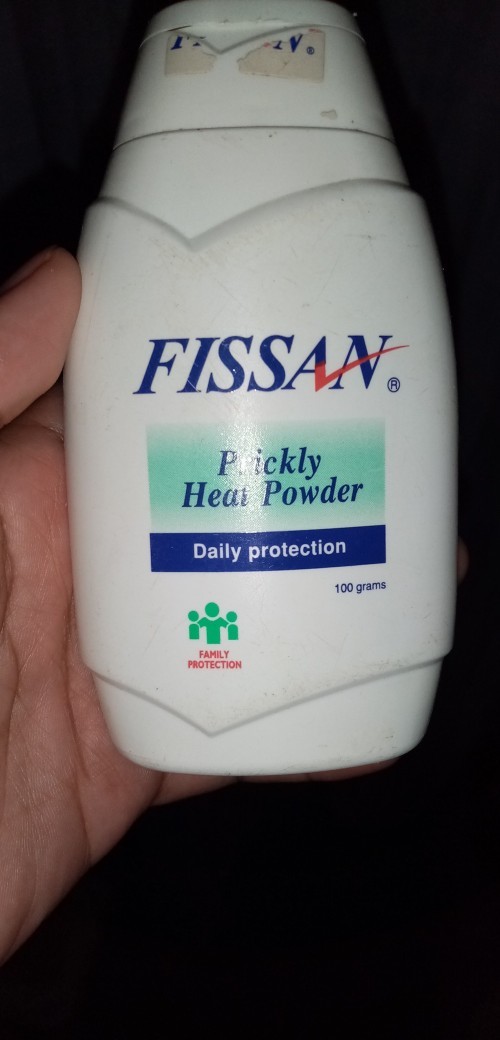 FISSAN®
Prickly
Heat Powder
Daily protection
100 grams
FAMILY
PROTECTION